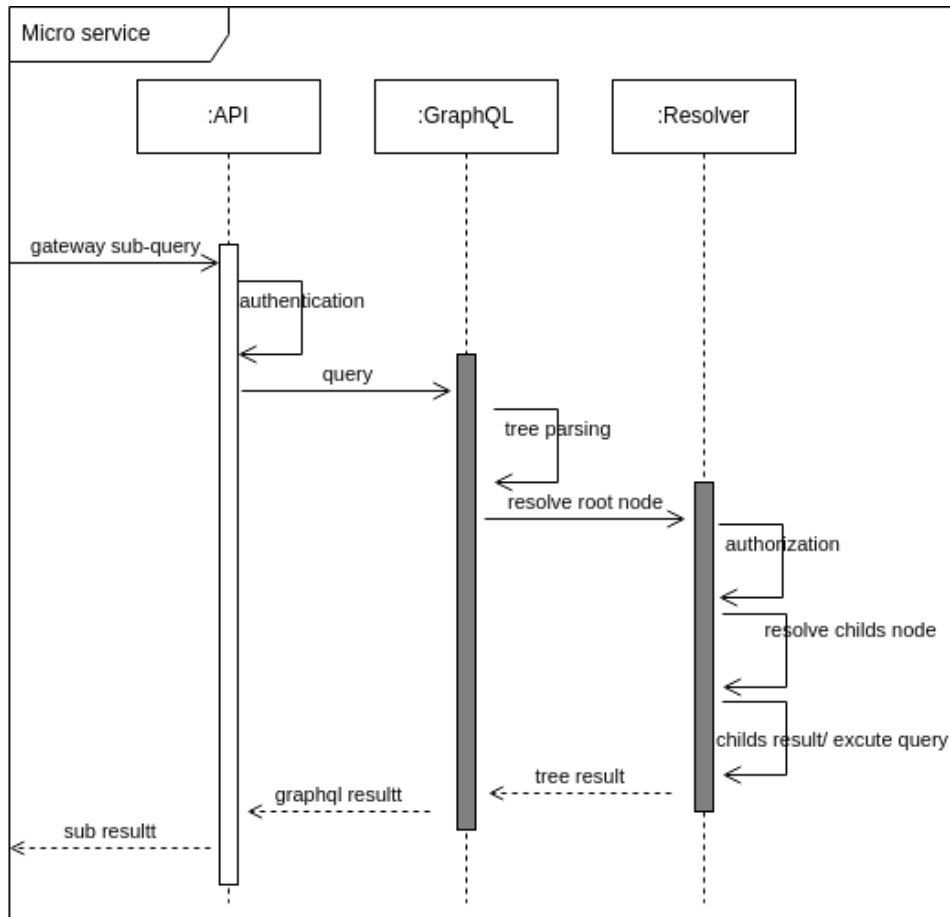 Micro service
:API
:GraphQL
:Resolver
gateway sub-query
authentication
query
tree parsing
resolve root node
authorization
resolve childs node
childs result/ excute query
tree result
graphql resultt
sub resultt